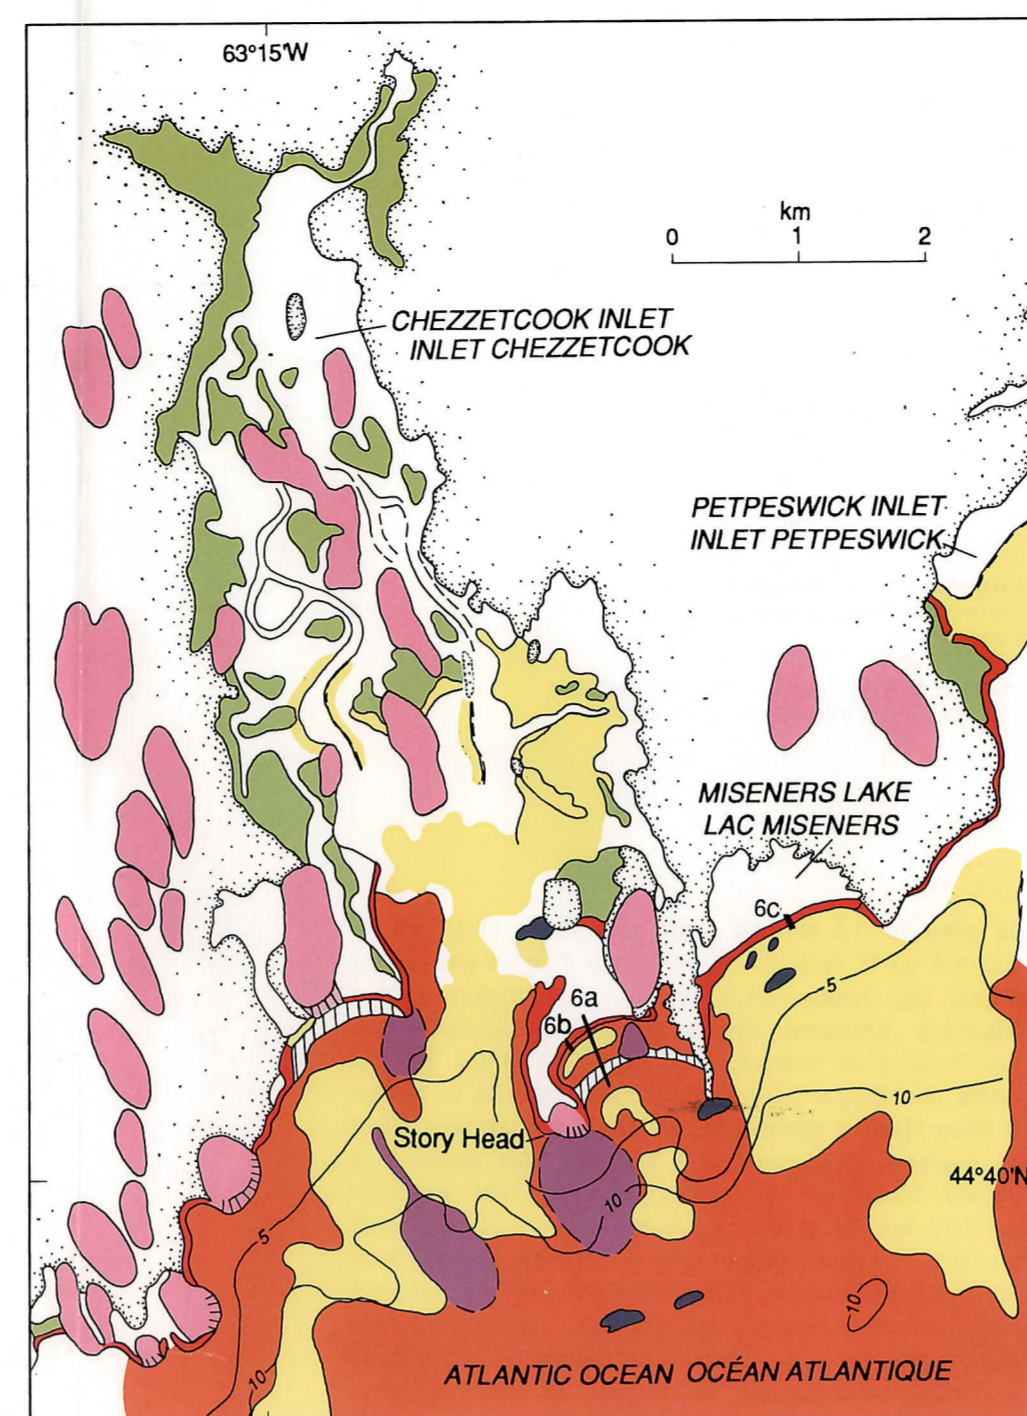 63°15'W
km
0 1 2
CHEZZETCOOK INLET
INLET CHEZZETCOOK
PETPESWICK INLET
INLET PETPESWICK
MISENERS LAKE
LAC MISENERS
6c
5
6a
6b
10
Story Head
44°40'N
10
5
10
10
ATLANTIC OCEAN OCÉAN ATLANTIQUE